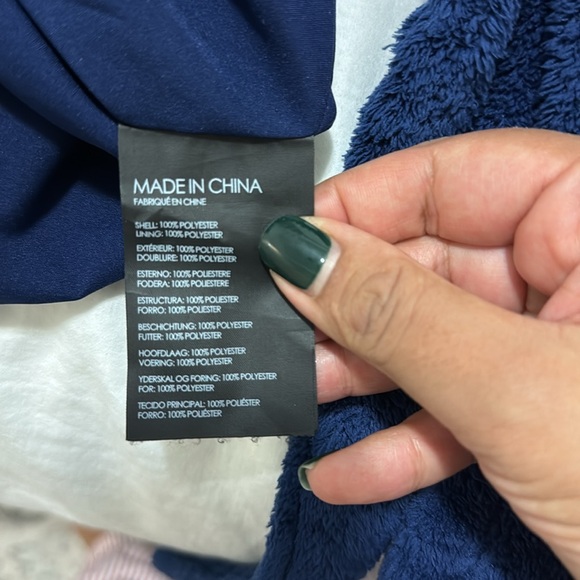 MADE IN CHINA
FABRIQUÉ EN CHINE
SHELL: 100% POLYESTER
LINING: 100% POLYESTER
EXTÉRIEUR: 100% POLYESTER
DOUBLURE: 100% POLYESTER
ESTERNO: 100% POLIESTERE
FODERA: 100% POLIESTERE
ESTRUCTURA: 100% POLYESTER
FORRO: 100% POLYESTER
BESCHICHTUNG: 100% POLYESTER
FUTTER: 100% POLYESTER
HOOFDLAAG: 100% POLYESTER
VOERING: 100% POLYESTER
YDERSKAL OG FORING: 100% POLYESTER
FOR: 100% POLYESTER
TECIDO PRINCIPAL: 100% POLIÉSTER
FORRO: 100% POLIÉSTER